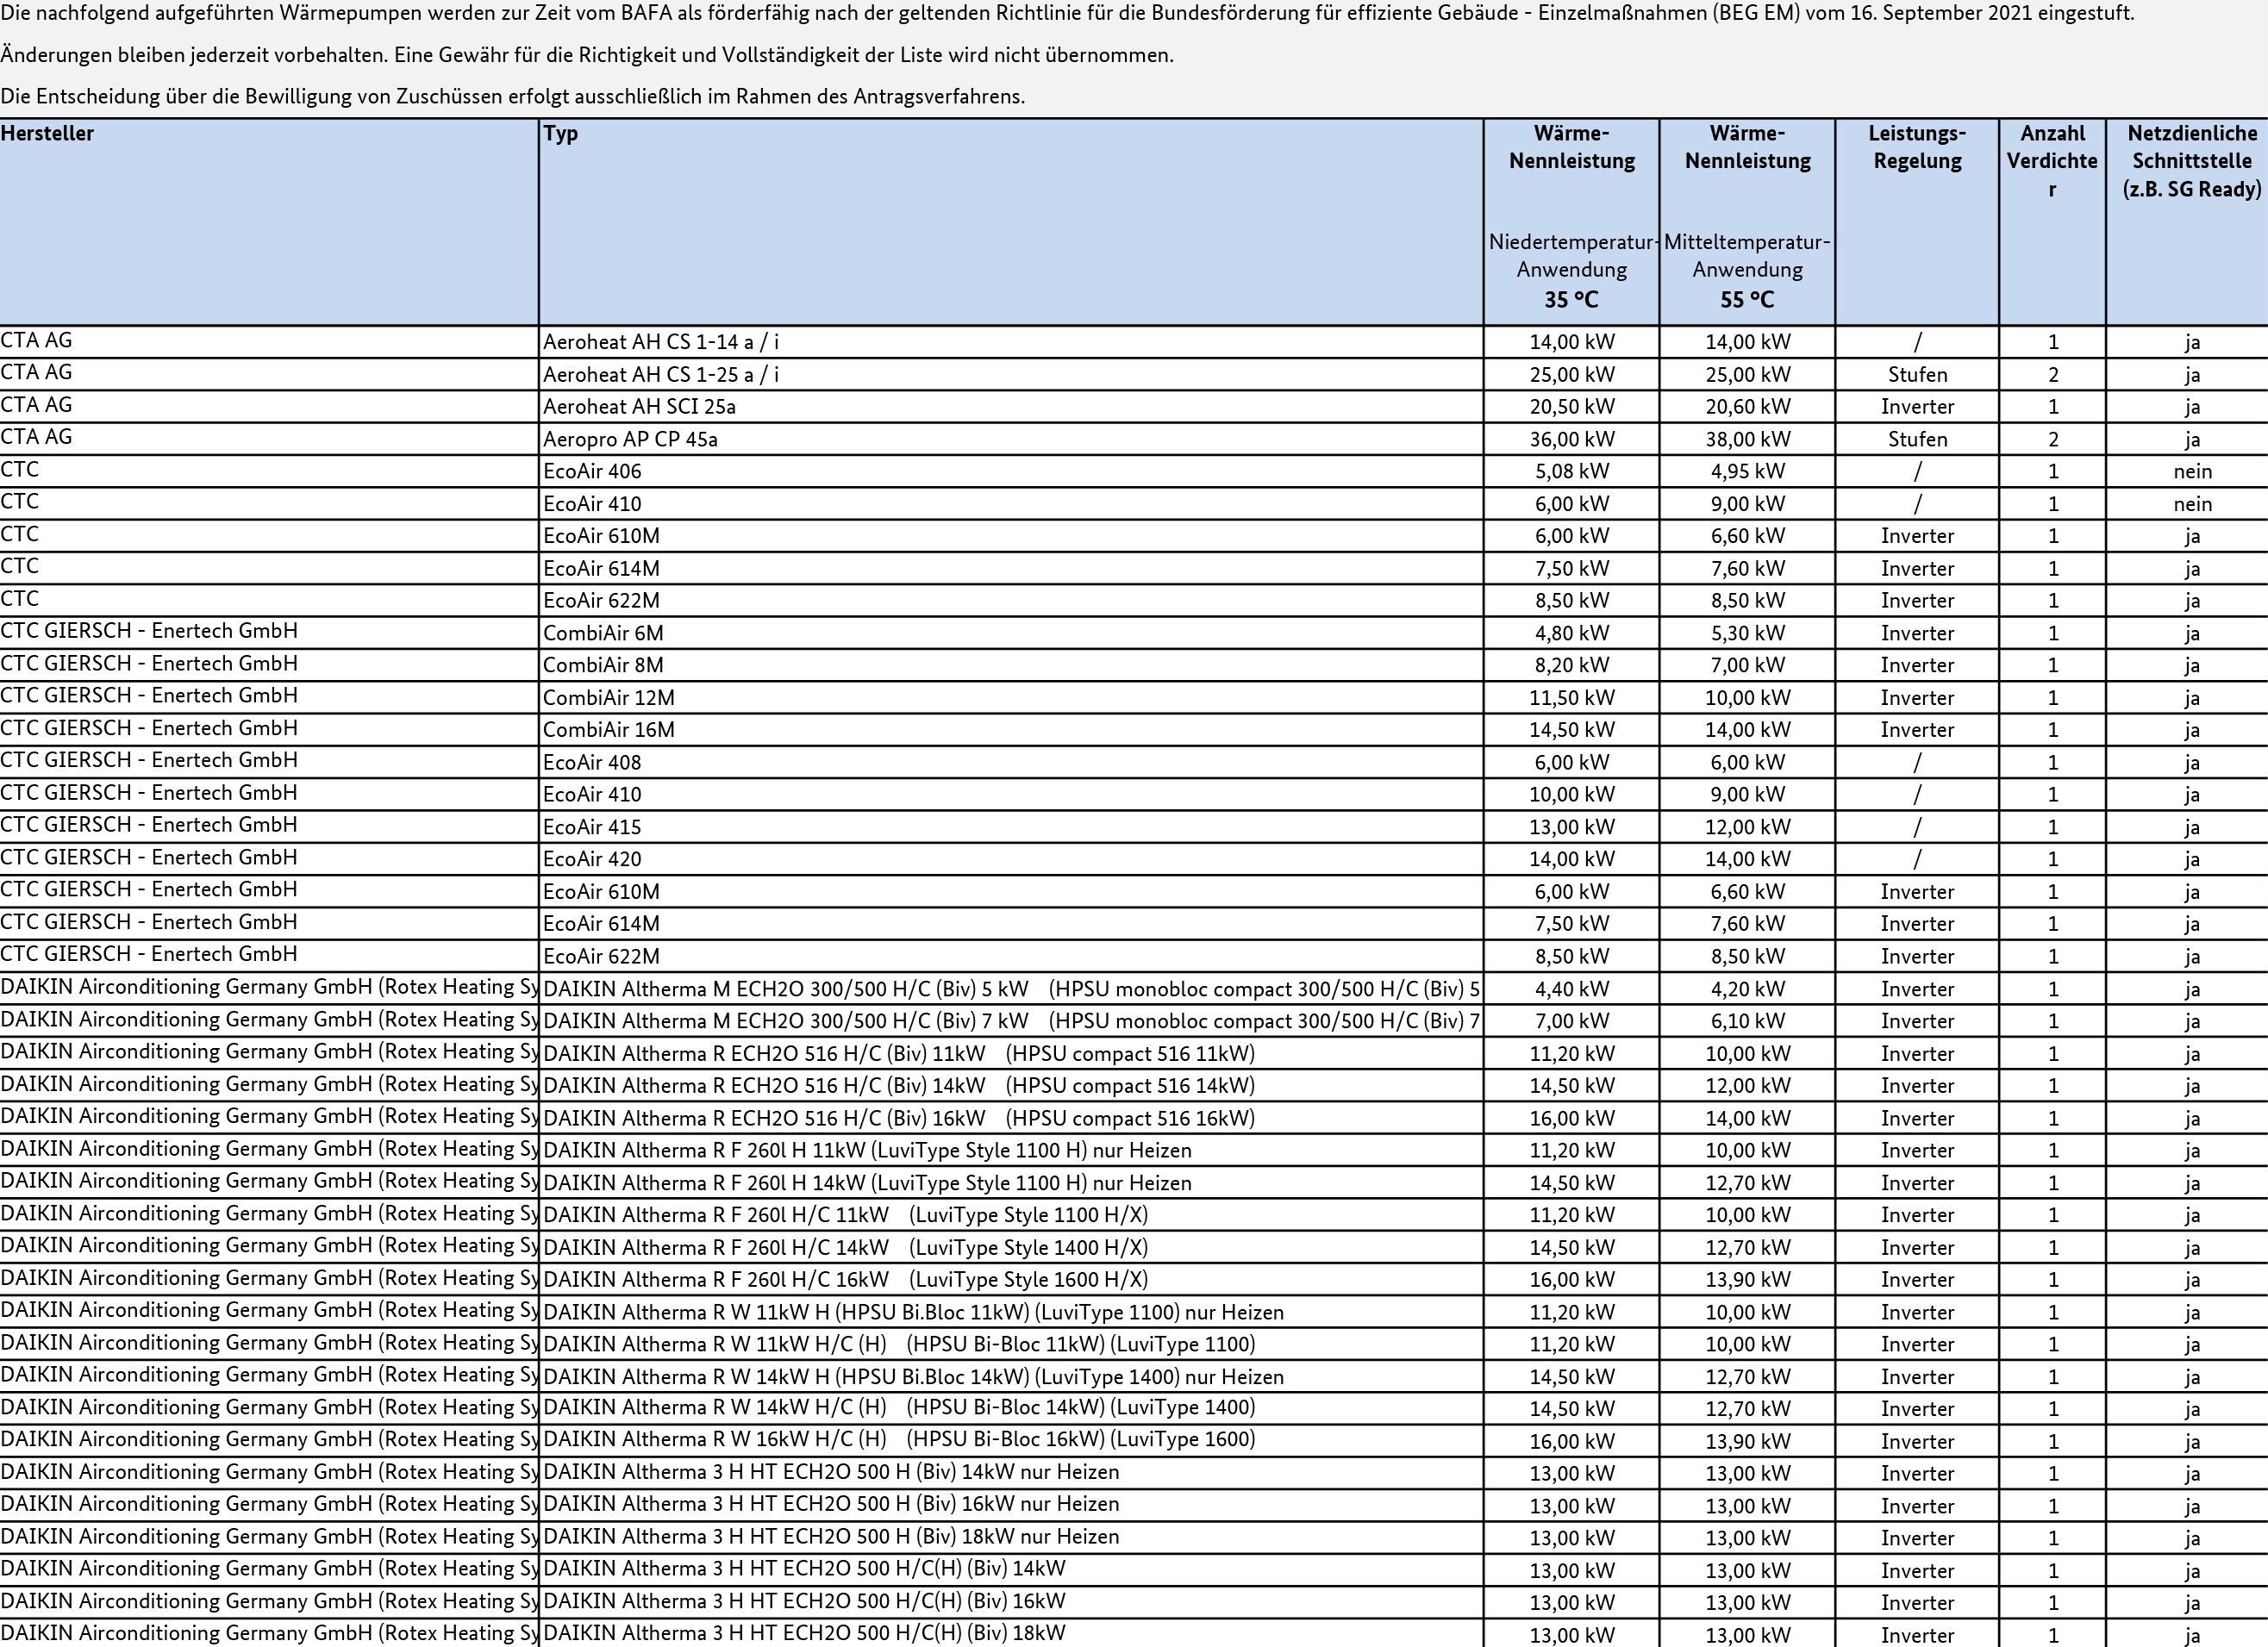 Die nachfolgend aufgeführten Wärmepumpen werden zur Zeit vom BAFA als förderfähig nach der geltenden Richtlinie für die Bundesförderung für effiziente Gebäude - Einzelmaßnahmen (BEG EM) vom 16. September 2021 eingestuft.
Änderungen bleiben jederzeit vorbehalten. Eine Gewähr für die Richtigkeit und Vollständigkeit der Liste wird nicht übernommen.
Die Entscheidung über die Bewilligung von Zuschüssen erfolgt ausschließlich im Rahmen des Antragsverfahrens.
Hersteller Typ Wärme- Wärme- Leistungs- Anzahl Netzdienliche
Nennleistung Nennleistung Regelung Verdichte Schnittstelle
r (z.B. SG Ready)
Niedertemperatur- Mitteltemperatur-
Anwendung Anwendung
35 °C 55 °C
CTA AG Aeroheat AH CS 1-14 a / i 14,00 kW 14,00 kW / 1 ja
CTA AG Aeroheat AH CS 1-25 a / i 25,00 kW 25,00 kW Stufen 2 ja
CTA AG Aeroheat AH SCI 25a 20,50 kW 20,60 kW Inverter 1 ja
CTA AG Aeropro AP CP 45a 36,00 kW 38,00 kW Stufen 2 ja
CTC EcoAir 406 5,08 kW 4,95 kW / 1 nein
CTC EcoAir 410 6,00 kW 9,00 kW / 1 nein
CTC EcoAir 610M 6,00 kW 6,60 kW Inverter 1 ja
CTC EcoAir 614M 7,50 kW 7,60 kW Inverter 1 ja
CTC EcoAir 622M 8,50 kW 8,50 kW Inverter 1 ja
CTC GIERSCH - Enertech GmbH CombiAir 6M 4,80 kW 5,30 kW Inverter 1 ja
CTC GIERSCH - Enertech GmbH CombiAir 8M 8,20 kW 7,00 kW Inverter 1 ja
CTC GIERSCH - Enertech GmbH CombiAir 12M 11,50 kW 10,00 kW Inverter 1 ja
CTC GIERSCH - Enertech GmbH CombiAir 16M 14,50 kW 14,00 kW Inverter 1 ja
CTC GIERSCH - Enertech GmbH EcoAir 408 6,00 kW 6,00 kW / 1 ja
CTC GIERSCH - Enertech GmbH EcoAir 410 10,00 kW 9,00 kW / 1 ja
CTC GIERSCH - Enertech GmbH EcoAir 415 13,00 kW 12,00 kW / 1 ja
CTC GIERSCH - Enertech GmbH EcoAir 420 14,00 kW 14,00 kW / 1 ja
CTC GIERSCH - Enertech GmbH EcoAir 610M 6,00 kW 6,60 kW Inverter 1 ja
CTC GIERSCH - Enertech GmbH EcoAir 614M 7,50 kW 7,60 kW Inverter 1 ja
CTC GIERSCH - Enertech GmbH EcoAir 622M 8,50 kW 8,50 kW Inverter 1 ja
DAIKIN Airconditioning Germany GmbH (Rotex Heating Sy DAIKIN Altherma M ECH2O 300/500 H/C (Biv) 5 kW (HPSU monobloc compact 300/500 H/C (Biv) 5 4,40 kW 4,20 kW Inverter 1 ja
DAIKIN Airconditioning Germany GmbH (Rotex Heating Sy DAIKIN Altherma M ECH2O 300/500 H/C (Biv) 7 kW (HPSU monobloc compact 300/500 H/C (Biv) 7 7,00 kW 6,10 kW Inverter 1 ja
DAIKIN Airconditioning Germany GmbH (Rotex Heating Sy DAIKIN Altherma R ECH2O 516 H/C (Biv) 11kW (HPSU compact 516 11kW) 11,20 kW 10,00 kW Inverter 1 ja
DAIKIN Airconditioning Germany GmbH (Rotex Heating Sy DAIKIN Altherma R ECH2O 516 H/C (Biv) 14kW (HPSU compact 516 14kW) 14,50 kW 12,00 kW Inverter 1 ja
DAIKIN Airconditioning Germany GmbH (Rotex Heating Sy DAIKIN Altherma R ECH2O 516 H/C (Biv) 16kW (HPSU compact 516 16kW) 16,00 kW 14,00 kW Inverter 1 ja
DAIKIN Airconditioning Germany GmbH (Rotex Heating Sy DAIKIN Altherma R F 260l H 11kW (LuviType Style 1100 H) nur Heizen 11,20 kW 10,00 kW Inverter 1 ja
DAIKIN Airconditioning Germany GmbH (Rotex Heating Sy DAIKIN Altherma R F 260l H 14kW (LuviType Style 1100 H) nur Heizen 14,50 kW 12,70 kW Inverter 1 ja
DAIKIN Airconditioning Germany GmbH (Rotex Heating Sy DAIKIN Altherma R F 260l H/C 11kW (LuviType Style 1100 H/X) 11,20 kW 10,00 kW Inverter 1 ja
DAIKIN Airconditioning Germany GmbH (Rotex Heating Sy DAIKIN Altherma R F 260l H/C 14kW (LuviType Style 1400 H/X) 14,50 kW 12,70 kW Inverter 1 ja
DAIKIN Airconditioning Germany GmbH (Rotex Heating Sy DAIKIN Altherma R F 260l H/C 16kW (LuviType Style 1600 H/X) 16,00 kW 13,90 kW Inverter 1 ja
DAIKIN Airconditioning Germany GmbH (Rotex Heating Sy DAIKIN Altherma R W 11kW H (HPSU Bi.Bloc 11kW) (LuviType 1100) nur Heizen 11,20 kW 10,00 kW Inverter 1 ja
DAIKIN Airconditioning Germany GmbH (Rotex Heating Sy DAIKIN Altherma R W 11kW H/C (H) (HPSU Bi-Bloc 11kW) (LuviType 1100) 11,20 kW 10,00 kW Inverter 1 ja
DAIKIN Airconditioning Germany GmbH (Rotex Heating Sy DAIKIN Altherma R W 14kW H (HPSU Bi.Bloc 14kW) (LuviType 1400) nur Heizen 14,50 kW 12,70 kW Inverter 1 ja
DAIKIN Airconditioning Germany GmbH (Rotex Heating Sy DAIKIN Altherma R W 14kW H/C (H) (HPSU Bi-Bloc 14kW) (LuviType 1400) 14,50 kW 12,70 kW Inverter 1 ja
DAIKIN Airconditioning Germany GmbH (Rotex Heating Sy DAIKIN Altherma R W 16kW H/C (H) (HPSU Bi-Bloc 16kW) (LuviType 1600) 16,00 kW 13,90 kW Inverter 1 ja
DAIKIN Airconditioning Germany GmbH (Rotex Heating Sy DAIKIN Altherma 3 H HT ECH2O 500 H (Biv) 14kW nur Heizen 13,00 kW 13,00 kW Inverter 1 ja
DAIKIN Airconditioning Germany GmbH (Rotex Heating Sy DAIKIN Altherma 3 H HT ECH2O 500 H (Biv) 16kW nur Heizen 13,00 kW 13,00 kW Inverter 1 ja
DAIKIN Airconditioning Germany GmbH (Rotex Heating Sy DAIKIN Altherma 3 H HT ECH2O 500 H (Biv) 18kW nur Heizen 13,00 kW 13,00 kW Inverter 1 ja
DAIKIN Airconditioning Germany GmbH (Rotex Heating Sy DAIKIN Altherma 3 H HT ECH2O 500 H/C(H) (Biv) 14kW 13,00 kW 13,00 kW Inverter 1 ja
DAIKIN Airconditioning Germany GmbH (Rotex Heating Sy DAIKIN Altherma 3 H HT ECH2O 500 H/C(H) (Biv) 16kW 13,00 kW 13,00 kW Inverter 1 ja
DAIKIN Airconditioning Germany GmbH (Rotex Heating Sy DAIKIN Altherma 3 H HT ECH2O 500 H/C(H) (Biv) 18kW 13,00 kW 13,00 kW Inverter 1 ja